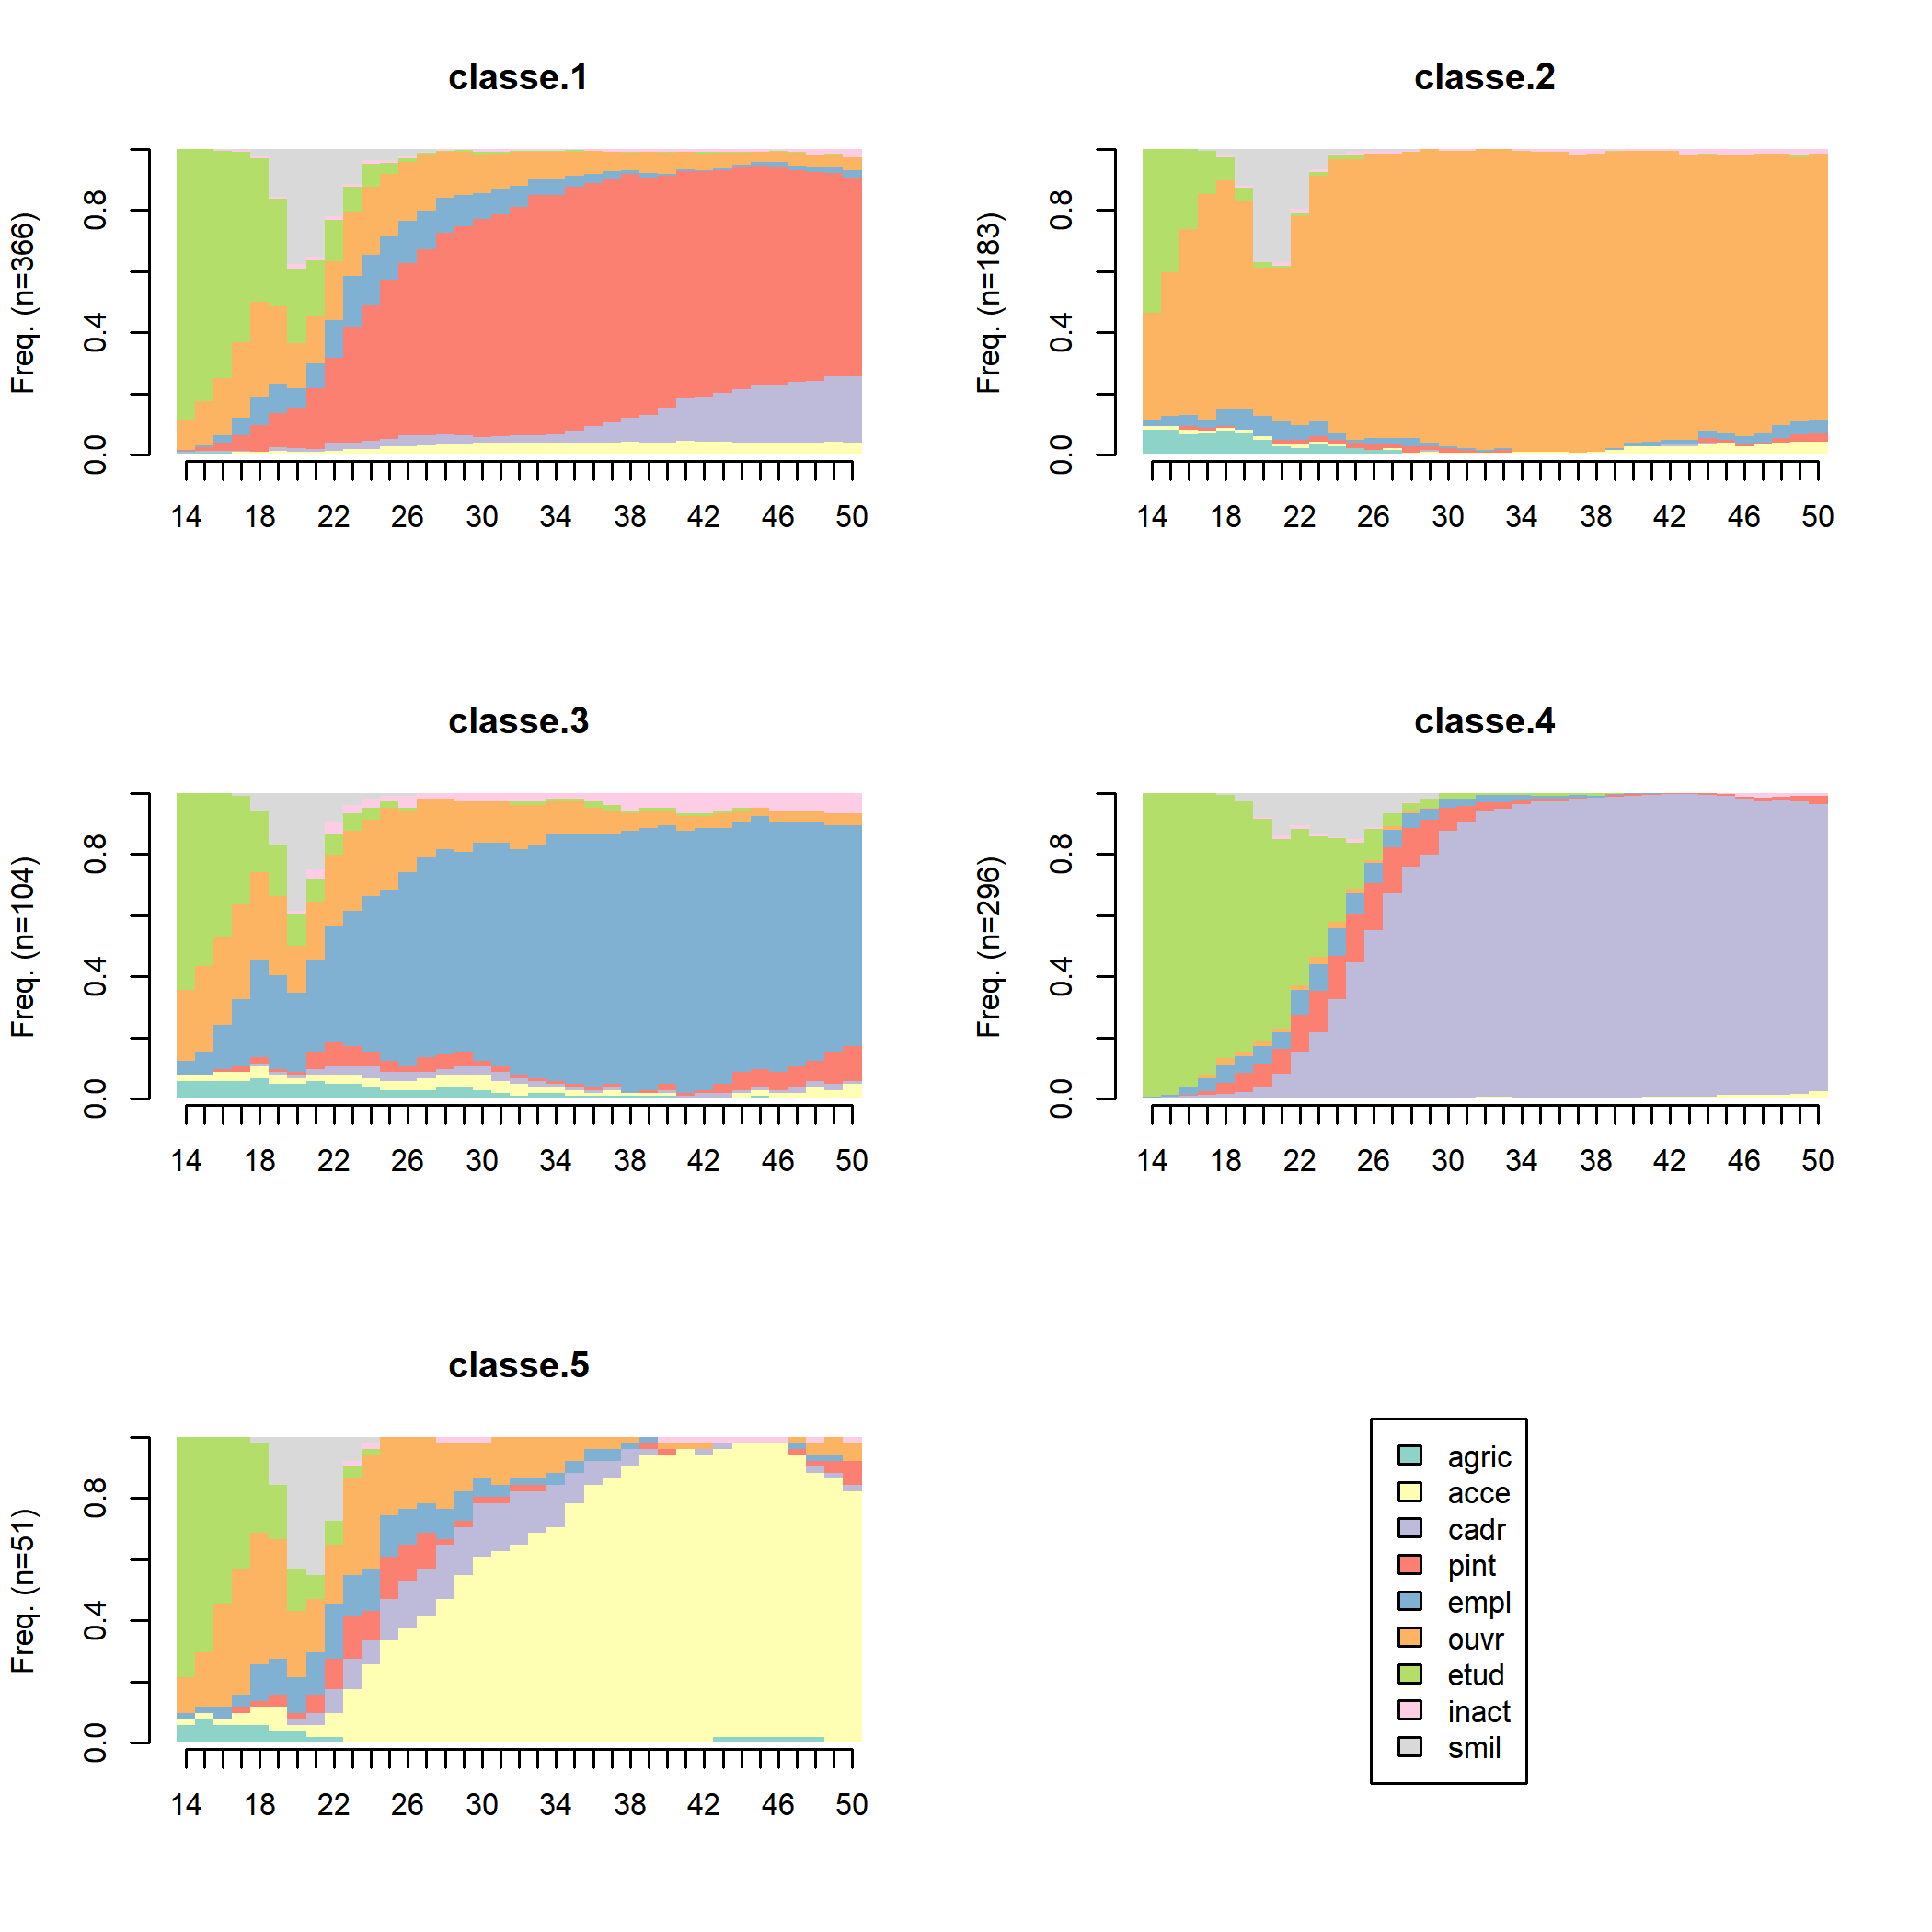 classe.1
Freq. (n=366)
0.0 0.4 0.8
14 18 22 26 30 34 38 42 46 50
classe.2
Freq. (n=183)
0.0 0.4 0.8
14 18 22 26 30 34 38 42 46 50
classe.3
Freq. (n=104)
0.0 0.4 0.8
14 18 22 26 30 34 38 42 46 50
classe.4
Freq. (n=296)
0.0 0.4 0.8
14 18 22 26 30 34 38 42 46 50
classe.5
Freq. (n=51)
0.0 0.4 0.8
14 18 22 26 30 34 38 42 46 50
agric
acce
cadr
pint
empl
ouvr
etud
inact
smil